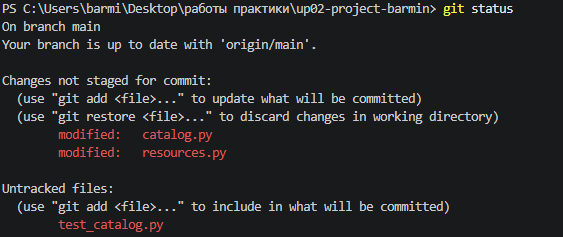 PS C:\Users\barmi\Desktop\работы практики\up02-project-barmin> git status
On branch main
Your branch is up to date with 'origin/main'.

Changes not staged for commit:
  (use "git add <file>..." to update what will be committed)
  (use "git restore <file>..." to discard changes in working directory)
        modified:   catalog.py
        modified:   resources.py

Untracked files:
  (use "git add <file>..." to include in what will be committed)
        test_catalog.py